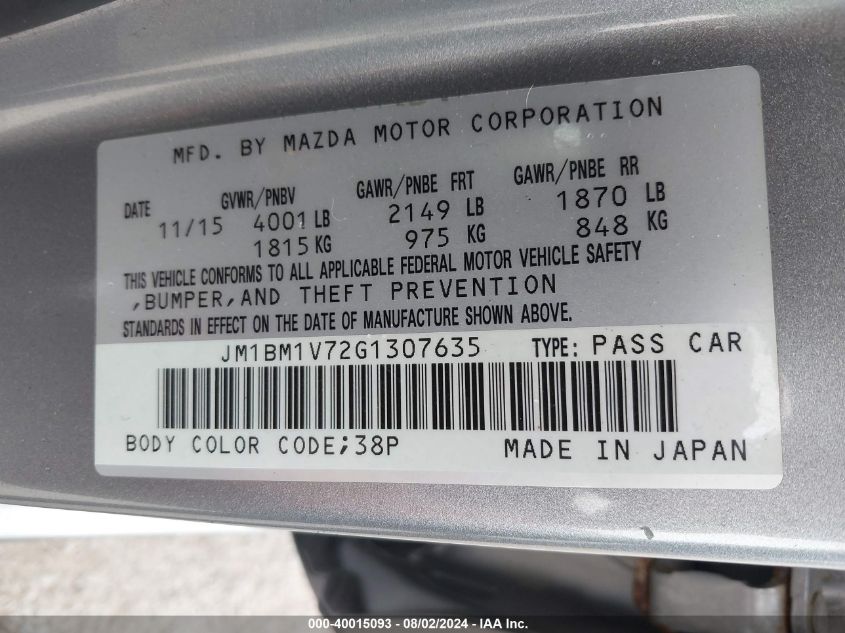 MFD. BY MAZDA MOTOR CORPORATION
DATE GVWR/PNBV GAWR/PNBE FRT GAWR/PNBE RR
11/15 4001 LB 2149 LB 1870 LB
1815 KG 975 KG 848 KG
THIS VEHICLE CONFORMS TO ALL APPLICABLE FEDERAL MOTOR VEHICLE SAFETY
,BUMPER,AND THEFT PREVENTION
STANDARDS IN EFFECT ON THE DATE OF MANUFACTURE SHOWN ABOVE.
JM1BM1V72G1307635 TYPE: PASS CAR
BODY COLOR CODE;38P MADE IN JAPAN
000-40015093 - 08/02/2024 - IAA Inc.